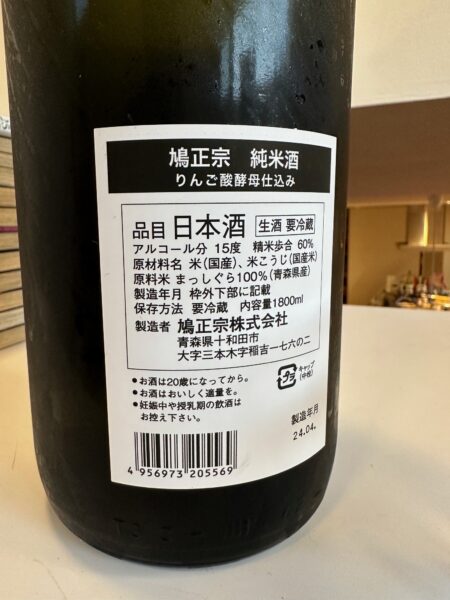 鳩正宗 純米酒
りんご酸酵母仕込み
品目 日本酒 生酒 要冷蔵
アルコール分 15度 精米歩合 60%
原材料名 米(国産)、米こうじ(国産米)
原料米 まっしぐら100%(青森県産)
製造年月 枠外下部に記載
保存方法 要冷蔵 内容量1800ml
製造者 鳩正宗株式会社
青森県十和田市
大字三本木字稲吉一七六の二
●お酒は20歳になってから。
●お酒はおいしく適量を。
●妊娠中や授乳期の飲酒は
お控え下さい。
キャップ
(中栓)
プラ
製造年月
24.04.
4 956973 205569